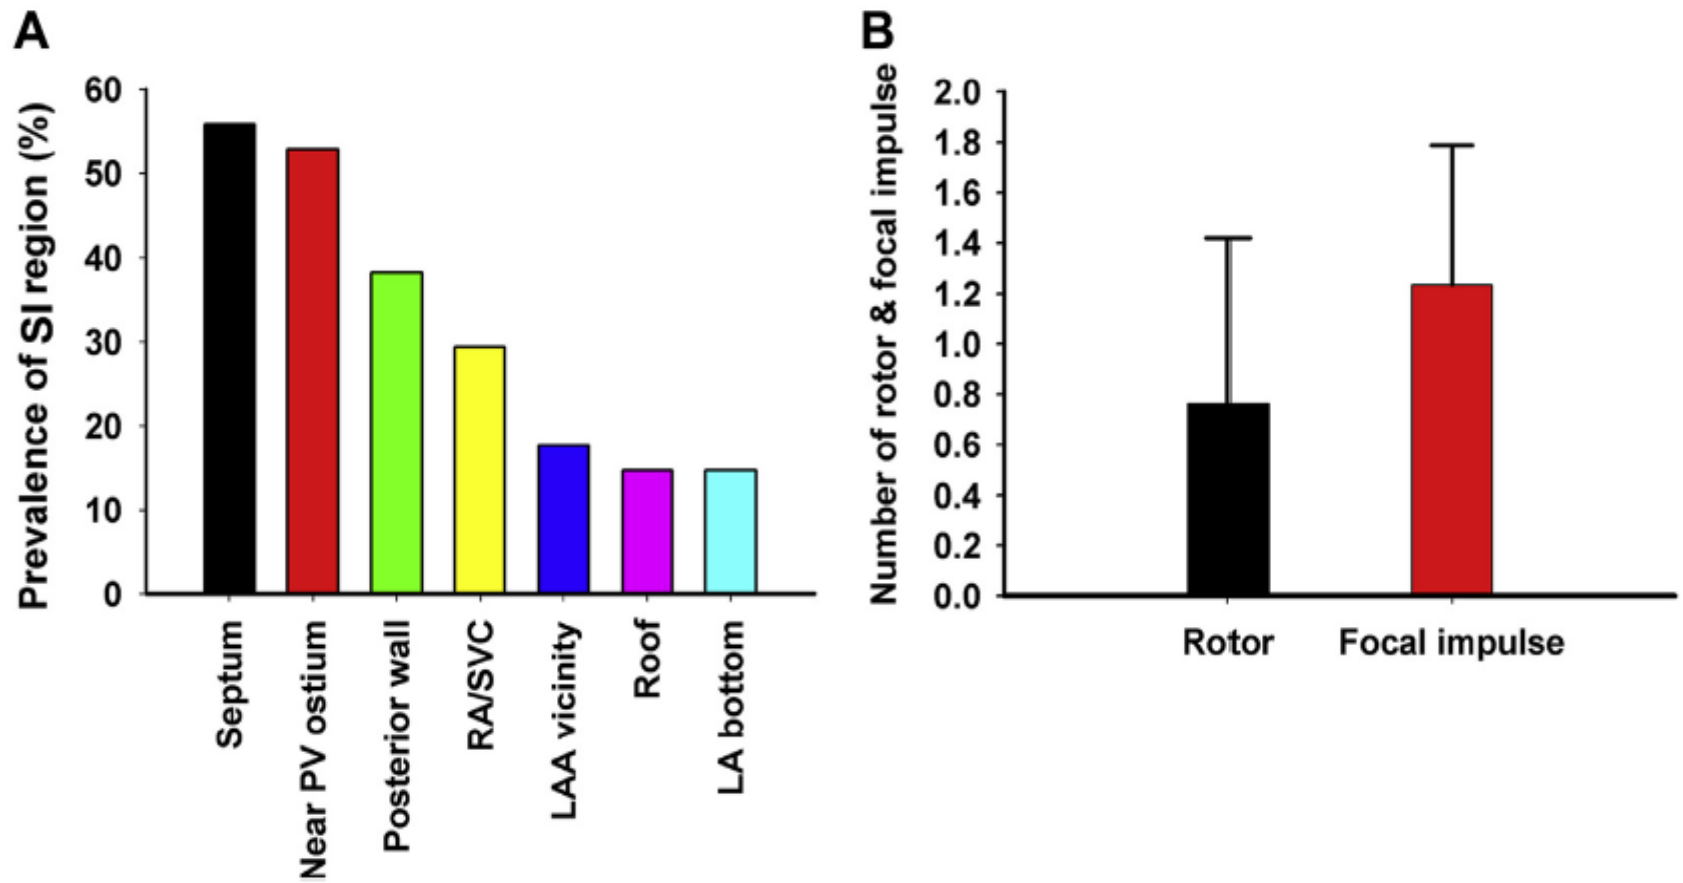 A
Prevalence of SI region (%)
60
50
40
30
20
10
0
Septum
Near PV ostium
Posterior wall
RA/SVC
LAA vicinity
Roof
LA bottom
B
Number of rotor & focal impulse
2.0
1.8
1.6
1.4
1.2
1.0
0.8
0.6
0.4
0.2
0.0
Rotor
Focal impulse